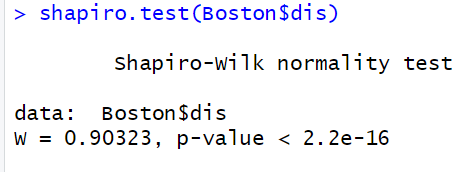 > shapiro.test(Boston$dis)
Shapiro-Wilk normality test
data:  Boston$dis
W = 0.90323, p-value < 2.2e-16